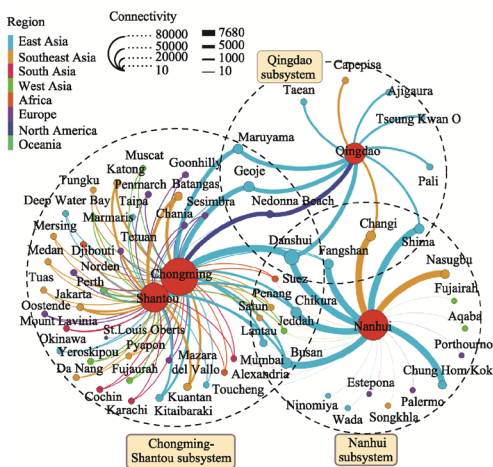 Region
East Asia
Southeast Asia
South Asia
West Asia
Africa
Europe
North America
Oceania
Connectivity
80000
50000
20000
10
7680
5000
1000
10
Qingdao
subsystem
Capepisa
Taean
Ajigaura
Tseung Kwan O
Maruyama
Qingdao
Pali
Geoje
Nedonna Beach
Muscat
Goonhilly
Katong
Tungku
Penmarch
Batangas
Deep Water Bay
Taipa
Sesimbra
Marmaris
Chania
Mersing
Tetuan
Medan
Djibouti
Norden
Chongming
Tuas
Perth
Jakarta
Shantou
Oostende
Mount Lavinia
St.Louis Oberts
Okinawa
Pyapon
Yeroskipou
Mazara
del Vallo
Da Nang
Fujaurah
Toucheng
Cochin
Kuantan
Karachi
Kitaibaraki
Danshui
Fangshan
Changi
Shima
Suez
Nasugbu
Penang
Chikura
Fujairah
Satun
Jeddah
Nanhui
Aqaba
Lantau
Busan
Porthourno
Mumbai
Alexandria
Chung Hom Kok
Estepona
Palermo
Ninomiya
Songkhla
Wada
Chongming-
Shantou subsystem
Nanhui
subsystem